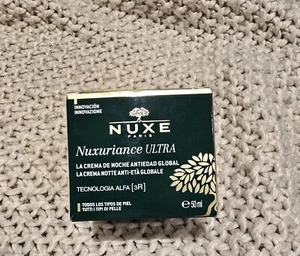 INNOVACIÓN
INNOVAZIONE
NUXE
PARIS
Nuxuriance ULTRA
LA CREMA DE NOCHE ANTIEDAD GLOBAL
LA CREMA NOTTE ANTI-ETÀ GLOBALE
TECNOLOGIA ALFA [3R]
TODOS LOS TIPOS DE PIEL
TUTTI I TIPI DI PELLE
e 50 ml